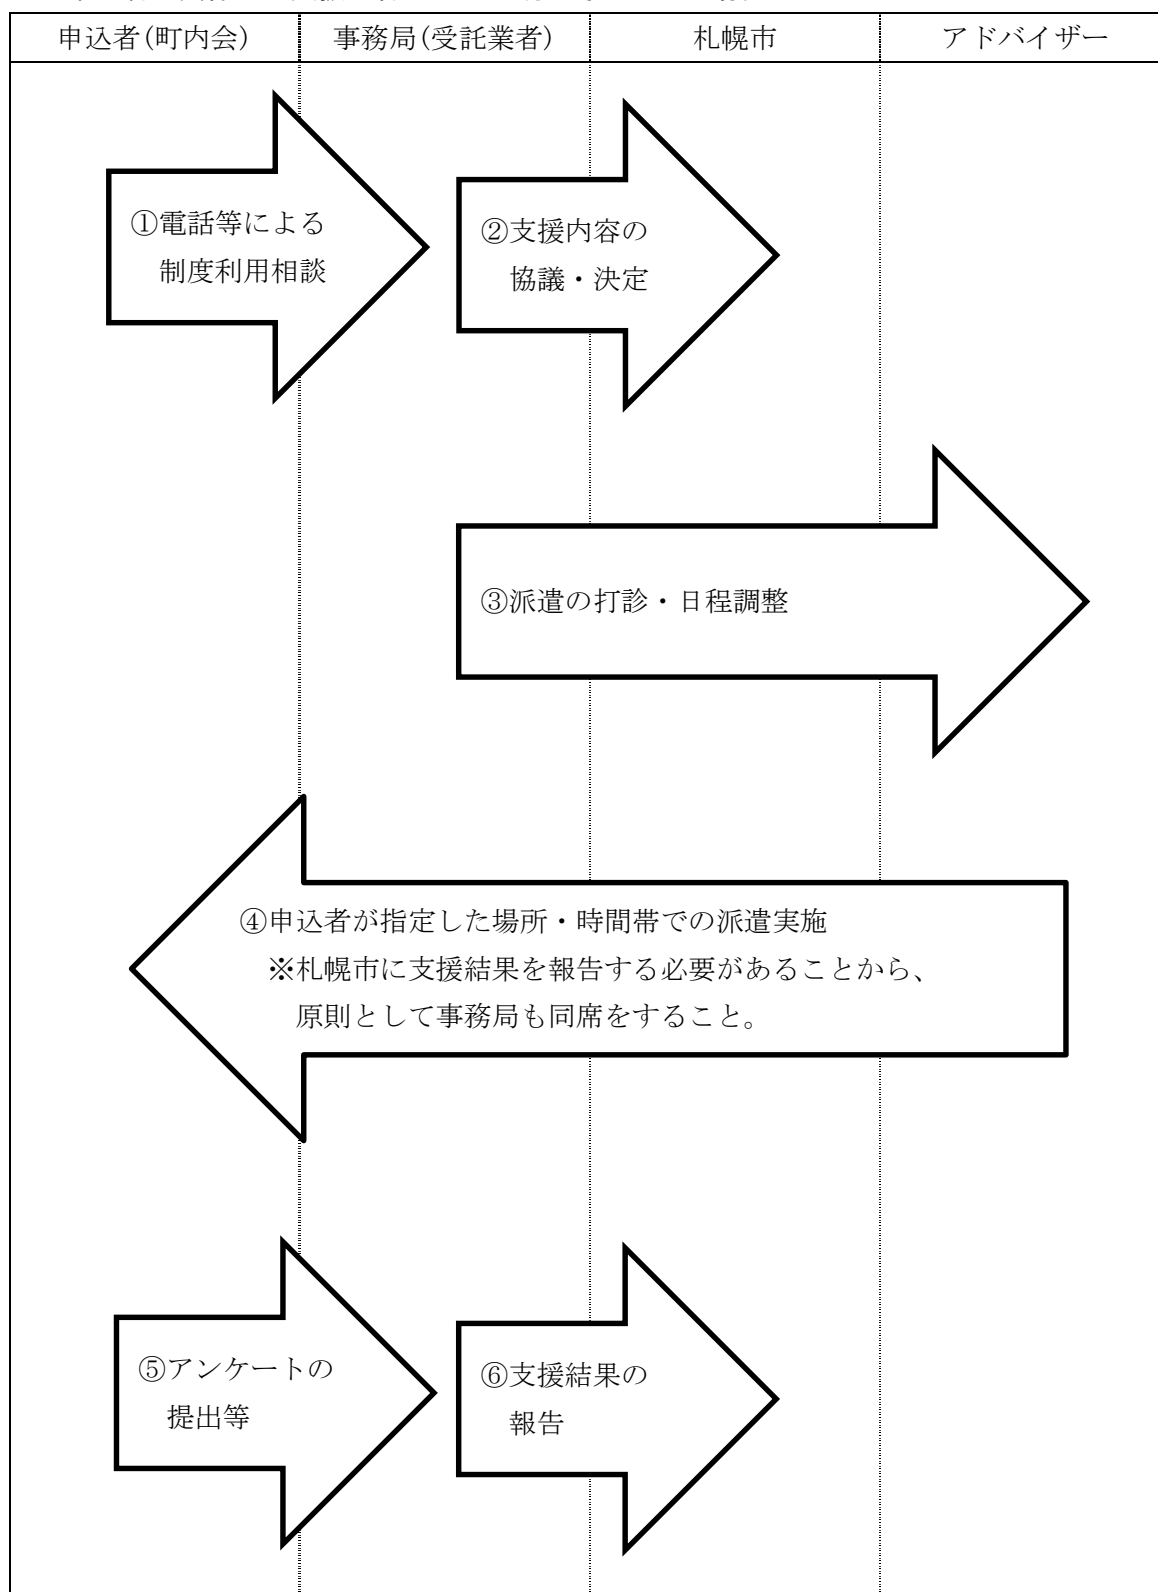 申込者(町内会) 事務局(受託業者) 札幌市 アドバイザー
①電話等による
制度利用相談
②支援内容の
協議・決定
③派遣の打診・日程調整
④申込者が指定した場所・時間帯での派遣実施
※札幌市に支援結果を報告する必要があることから、
原則として事務局も同席をすること。
⑤アンケートの
提出等
⑥支援結果の
報告